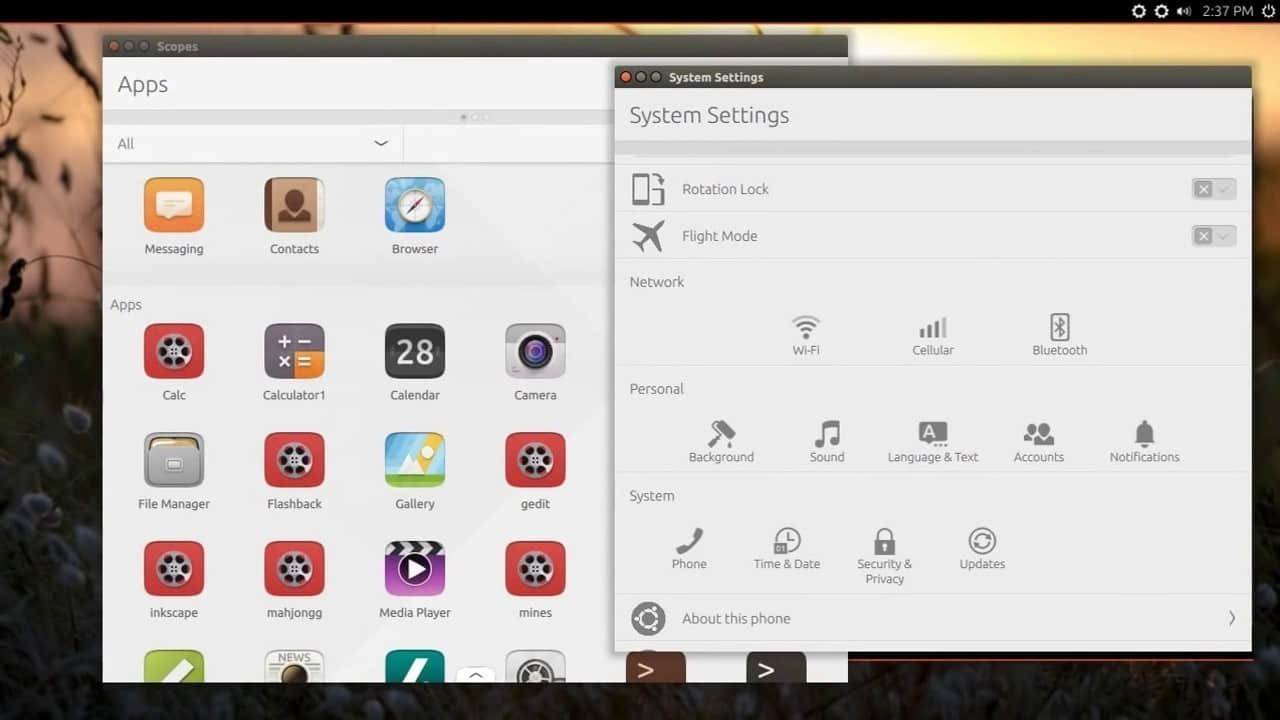 2:37 PM
Scopes
Apps
All
Messaging Contacts Browser
Apps
28
Calc Calculator1 Calendar Camera
File Manager Flashback Gallery gedit
inkscape mahjongg Media Player mines
NEWS
System Settings
System Settings
Rotation Lock
Flight Mode
Network
Wi-Fi Cellular Bluetooth
Personal
A
Background Sound Language & Text Accounts Notifications
System
01
Phone Time & Date Security & Privacy Updates
About this phone